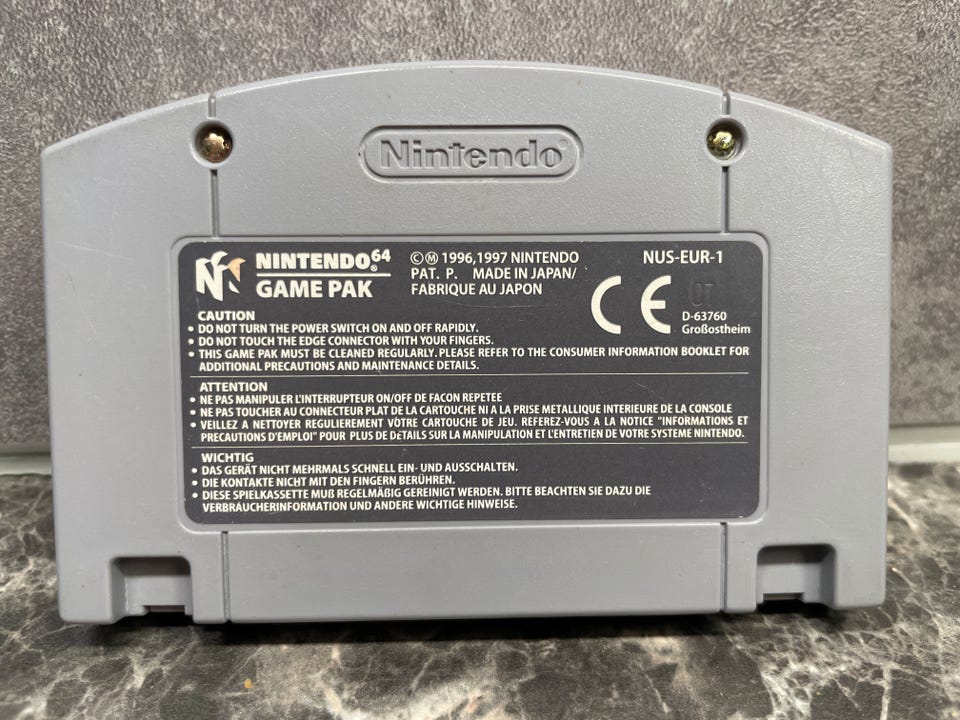 Nintendo
NINTENDO64®
GAME PAK
©Ⓜ 1996,1997 NINTENDO
PAT. P. MADE IN JAPAN/
FABRIQUE AU JAPON
NUS-EUR-1
CE
07
D-63760
Großostheim
CAUTION
• DO NOT TURN THE POWER SWITCH ON AND OFF RAPIDLY.
• DO NOT TOUCH THE EDGE CONNECTOR WITH YOUR FINGERS.
• THIS GAME PAK MUST BE CLEANED REGULARLY. PLEASE REFER TO THE CONSUMER INFORMATION BOOKLET FOR
ADDITIONAL PRECAUTIONS AND MAINTENANCE DETAILS.
ATTENTION
• NE PAS MANIPULER L'INTERRUPTEUR ON/OFF DE FACON REPETEE
• NE PAS TOUCHER AU CONNECTEUR PLAT DE LA CARTOUCHE NI A LA PRISE METALLIQUE INTERIEURE DE LA CONSOLE
• VEILLEZ A NETTOYER REGULIEREMENT VÔTRE CARTOUCHE DE JEU. REFEREZ-VOUS A LA NOTICE "INFORMATIONS ET
PRECAUTIONS D'EMPLOI" POUR PLUS DE DETAILS SUR LA MANIPULATION ET L'ENTRETIEN DE VOTRE SYSTEME NINTENDO.
WICHTIG
• DAS GERÄT NICHT MEHRMALS SCHNELL EIN- UND AUSSCHALTEN.
• DIE KONTAKTE NICHT MIT DEN FINGERN BERÜHREN.
• DIESE SPIELKASSETTE MUß REGELMÄßIG GEREINIGT WERDEN. BITTE BEACHTEN SIE DAZU DIE
VERBRAUCHERINFORMATION UND ANDERE WICHTIGE HINWEISE.